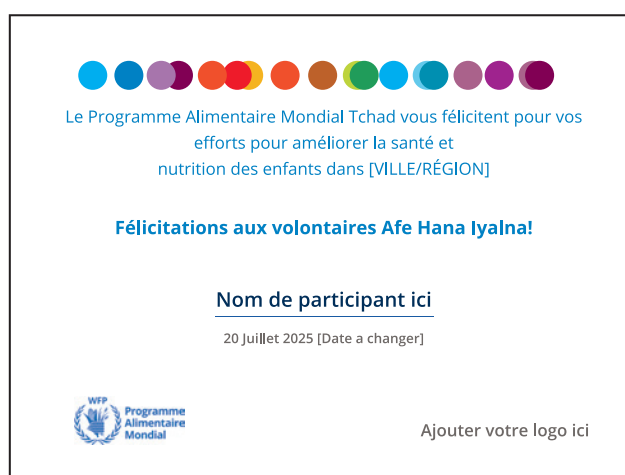 Le Programme Alimentaire Mondial Tchad vous félicitent pour vos
efforts pour améliorer la santé et
nutrition des enfants dans [VILLE/RÉGION]
Félicitations aux volontaires Afe Hana Iyalna!
Nom de participant ici
20 Juillet 2025 [Date a changer]
WFP
Programme
Alimentaire
Mondial
Ajouter votre logo ici